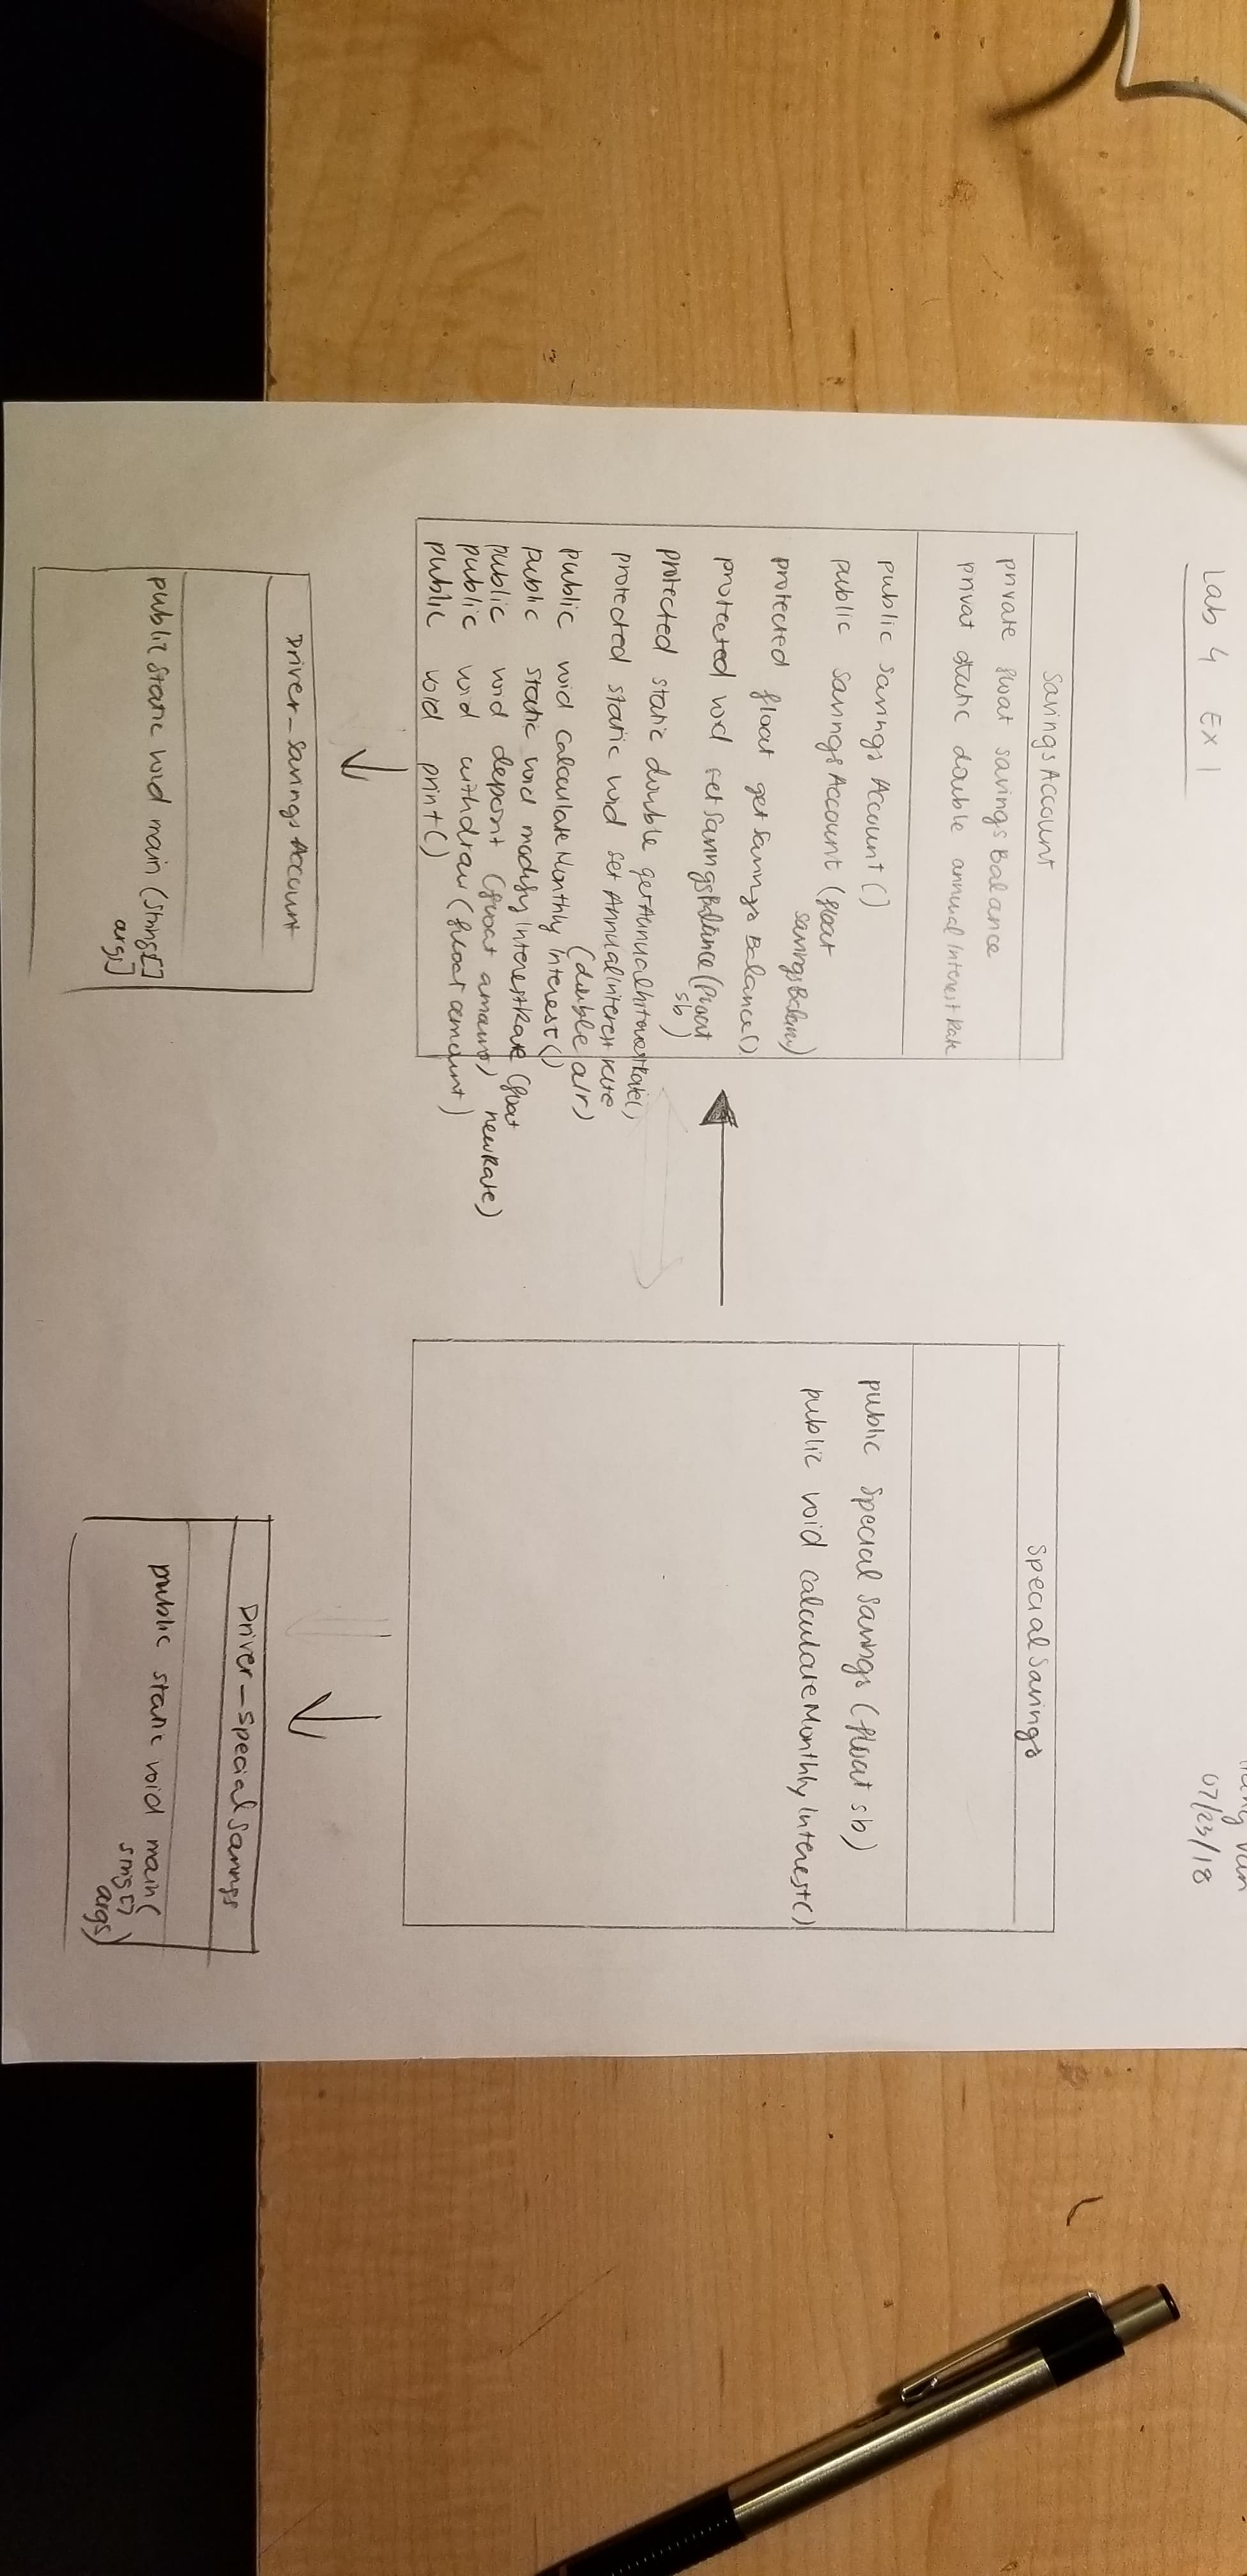 Lab 4 Ex 1
Van
07/23/18
SavingsAccount
private float savingsBalance
privat static double annualInterestRate
public savingsAccount()
public savingsAccount (float
savingsBalance)
protected float getSavingsBalance()
protected void setSavingsBalance(float
sb)
protected static double getAnnualInterestRate()
protected static void setAnnualInterestRate
(double air)
public void calculateMonthlyInterest()
public static void modifyInterestRate (float
newRate)
public void deposit (float amount)
public void withdraw (float amount)
public void print()
SpecialSavings
public SpecialSavings (float sb)
public void calculateMonthlyInterest()
Driver_SavingsAccount
public static void main (String[]
args)
Driver_SpecialSavings
public static void main(
String[]
args)